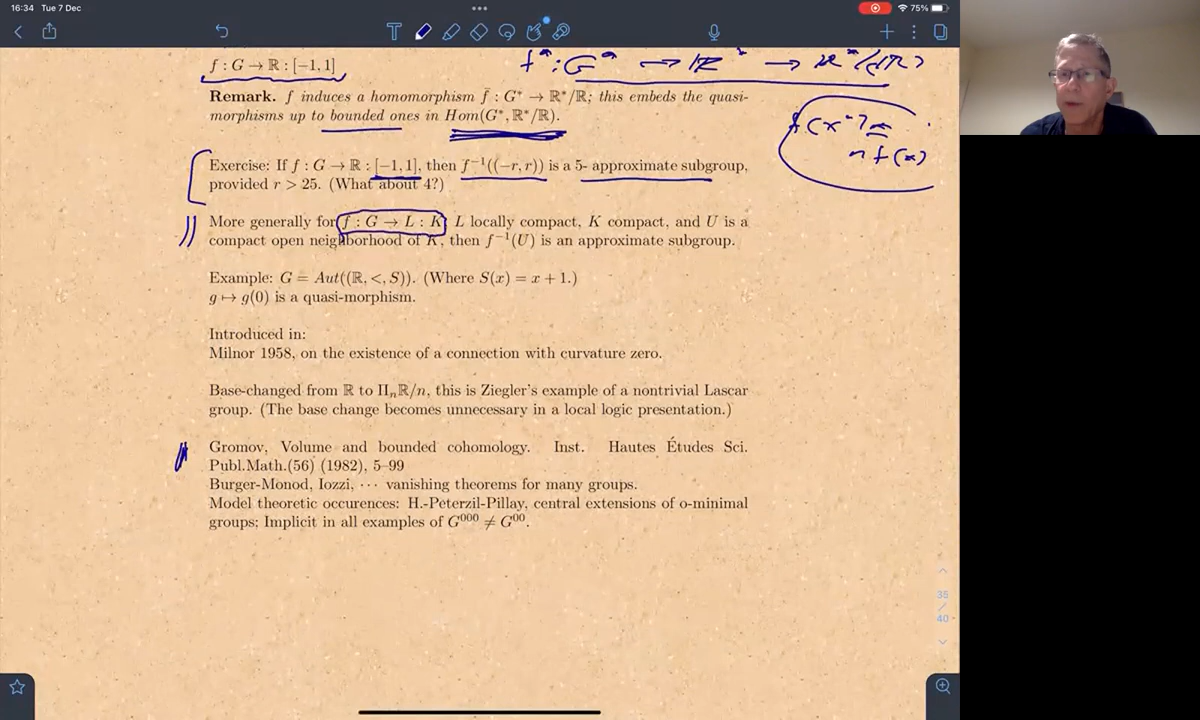 16:34 Tue 7 Dec
75%
f : G → ℝ : [−1, 1]
f* : G* → ℝ* → ℝ*/(ℝ)
Remark. f induces a homomorphism f̄ : G* → ℝ*/ℝ; this embeds the quasi-
morphisms up to bounded ones in Hom(G*, ℝ*/ℝ).
f(xⁿ) =
n f(x)
Exercise: If f : G → ℝ : [−1, 1], then f⁻¹((−r, r)) is a 5- approximate subgroup,
provided r > 25. (What about 4?)
More generally for f : G → L : K L locally compact, K compact, and U is a
compact open neighborhood of K, then f⁻¹(U) is an approximate subgroup.
Example: G = Aut((ℝ, <, S)). (Where S(x) = x + 1.)
g ↦ g(0) is a quasi-morphism.
Introduced in:
Milnor 1958, on the existence of a connection with curvature zero.
Base-changed from ℝ to Πₙℝ/n, this is Ziegler's example of a nontrivial Lascar
group. (The base change becomes unnecessary in a local logic presentation.)
Gromov, Volume and bounded cohomology. Inst. Hautes Études Sci.
Publ.Math.(56) (1982), 5–99
Burger-Monod, Iozzi, ⋯ vanishing theorems for many groups.
Model theoretic occurences: H.-Peterzil-Pillay, central extensions of o-minimal
groups; Implicit in all examples of G⁰⁰⁰ ≠ G⁰⁰.
35
/
40